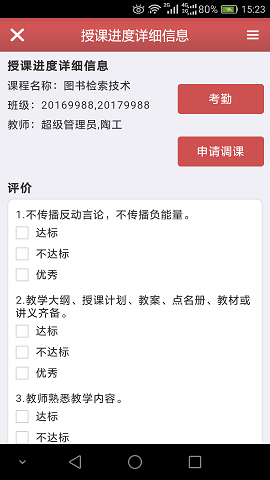 2G 4G 80% 15:23
授课进度详细信息
授课进度详细信息
课程名称：图书检索技术
班级：20169988,20179988
考勤
教师：超级管理员,陶工
申请调课
评价
1.不传播反动言论，不传播负能量。
达标
不达标
优秀
2.教学大纲、授课计划、教案、点名册、教材或
讲义齐备。
达标
不达标
优秀
3.教师熟悉教学内容。
达标
不达标